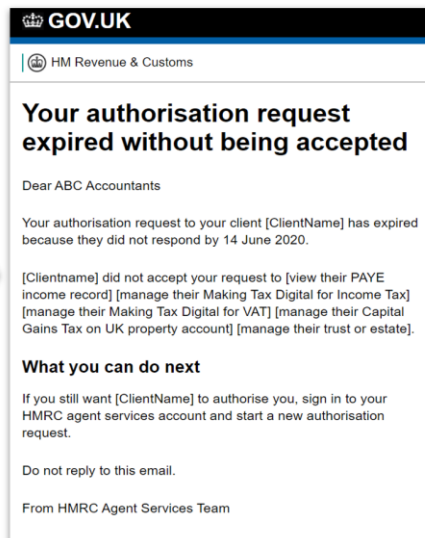 GOV.UK
HM Revenue & Customs
Your authorisation request
expired without being accepted
Dear ABC Accountants
Your authorisation request to your client [ClientName] has expired
because they did not respond by 14 June 2020.
[Clientname] did not accept your request to [view their PAYE
income record] [manage their Making Tax Digital for Income Tax]
[manage their Making Tax Digital for VAT] [manage their Capital
Gains Tax on UK property account] [manage their trust or estate].
What you can do next
If you still want [ClientName] to authorise you, sign in to your
HMRC agent services account and start a new authorisation
request.
Do not reply to this email.
From HMRC Agent Services Team